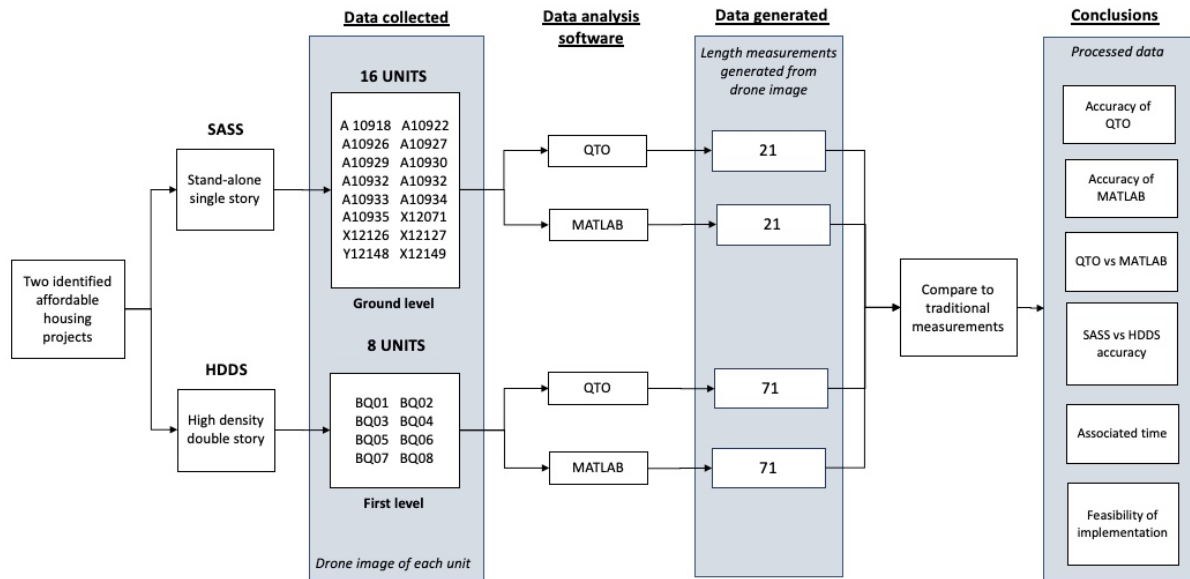 Data collected
Data analysis
software
Data generated
Conclusions
Length measurements
generated from
drone image
Processed data
16 UNITS
A 10918 A10922
A10926 A10927
A10929 A10930
A10932 A10932
A10933 A10934
A10935 X12071
X12126 X12127
Y12148 X12149
Ground level
SASS
Stand-alone
single story
QTO
21
MATLAB
21
Two identified
affordable
housing
projects
8 UNITS
HDDS
High density
double story
BQ01 BQ02
BQ03 BQ04
BQ05 BQ06
BQ07 BQ08
First level
Drone image of each unit
QTO
71
MATLAB
71
Compare to
traditional
measurements
Accuracy of
QTO
Accuracy of
MATLAB
QTO vs MATLAB
SASS vs HDDS
accuracy
Associated time
Feasibility of
implementation